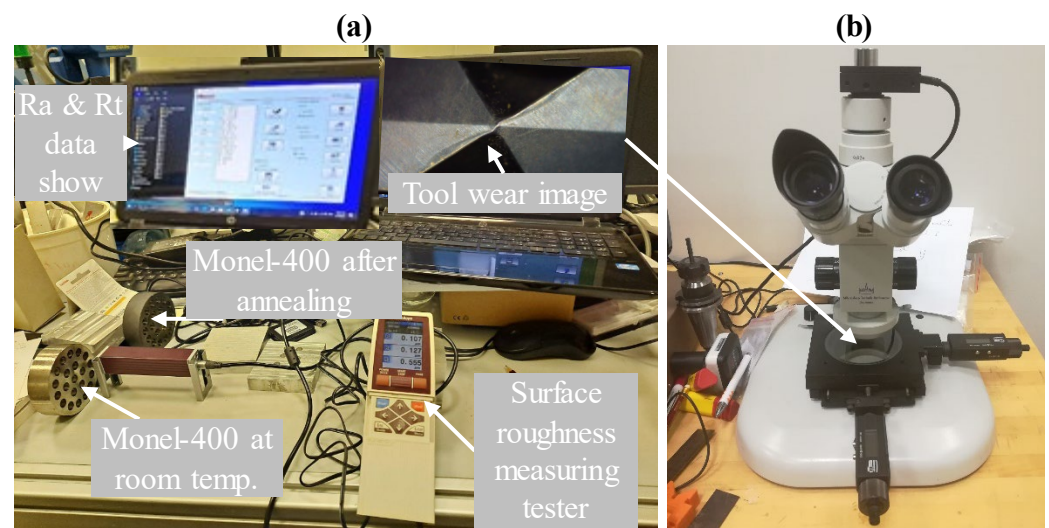 (a)
(b)
Ra & Rt
data
show
Tool wear image
Monel-400 after
annealing
0.107
0.127
0.555
Monel-400 at
room temp.
Surface
roughness
measuring
tester